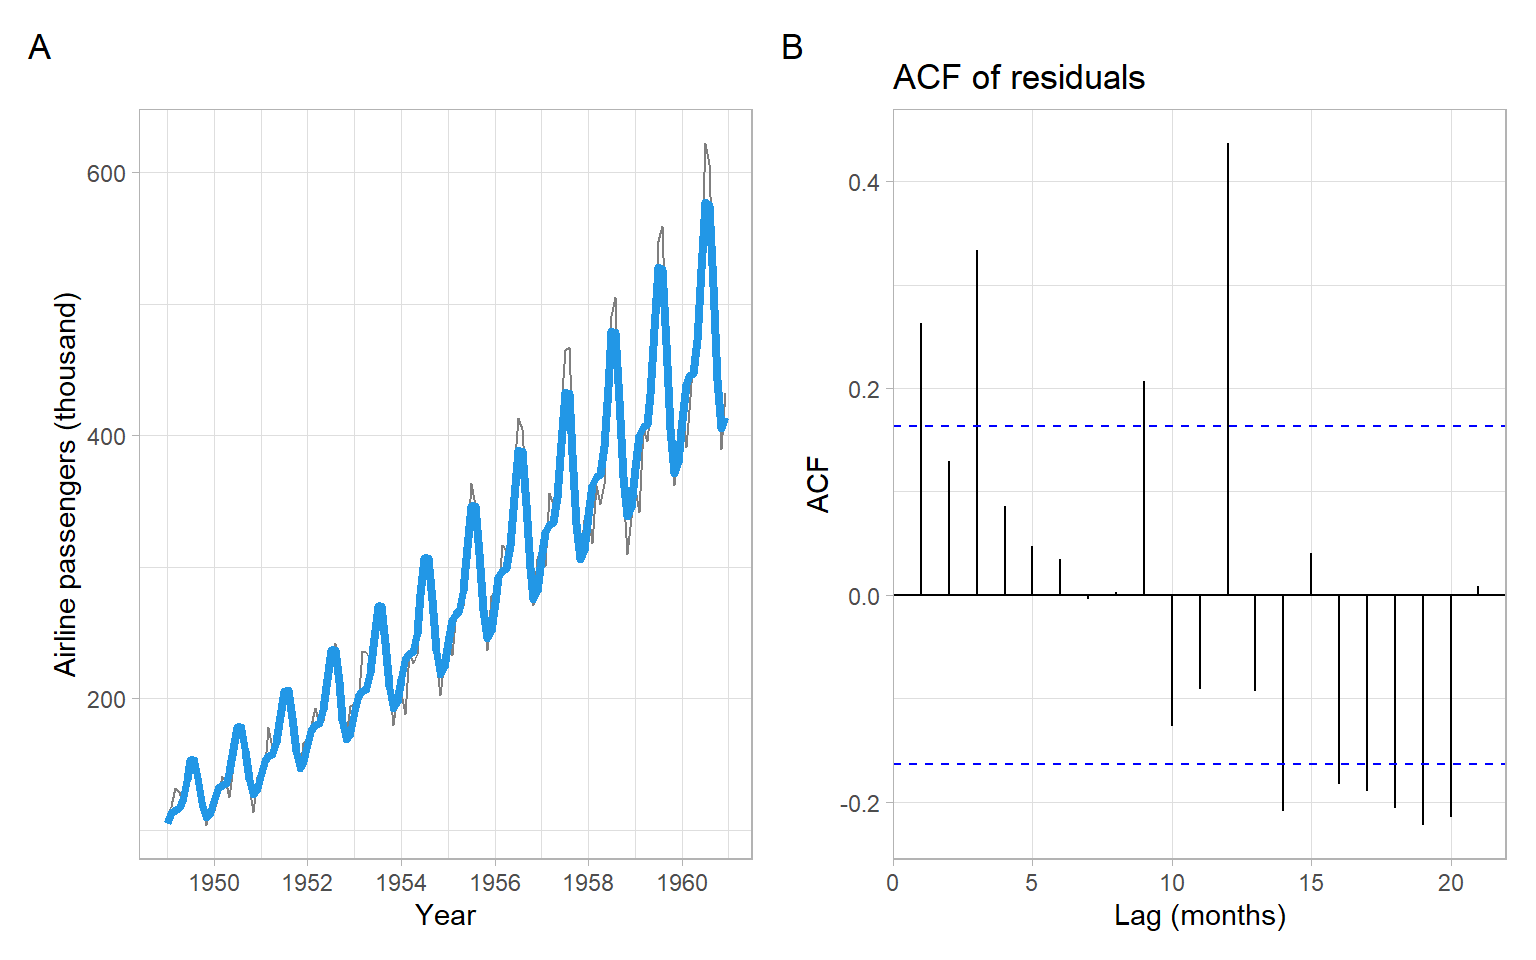 A
600
400
200
Airline passengers (thousand)
1950 1952 1954 1956 1958 1960
Year
B
ACF of residuals
0.4
0.2
0.0
-0.2
ACF
0 5 10 15 20
Lag (months)